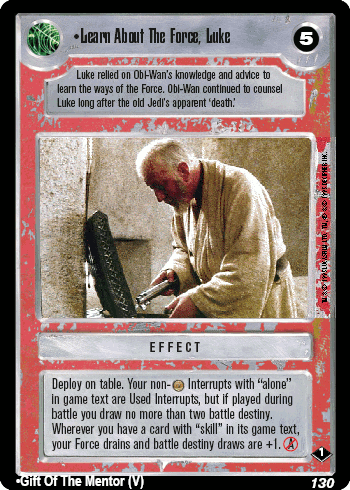 •Learn About The Force, Luke
5
Luke relied on Obi-Wan's knowledge and advice to
learn the ways of the Force. Obi-Wan continued to counsel
Luke long after the old Jedi's apparent 'death.'
EFFECT
Deploy on table. Your non- Interrupts with “alone”
in game text are Used Interrupts, but if played during
battle you draw no more than two battle destiny.
Wherever you have a card with “skill” in its game text,
your Force drains and battle destiny draws are +1. A
1
•Gift Of The Mentor (V)
130